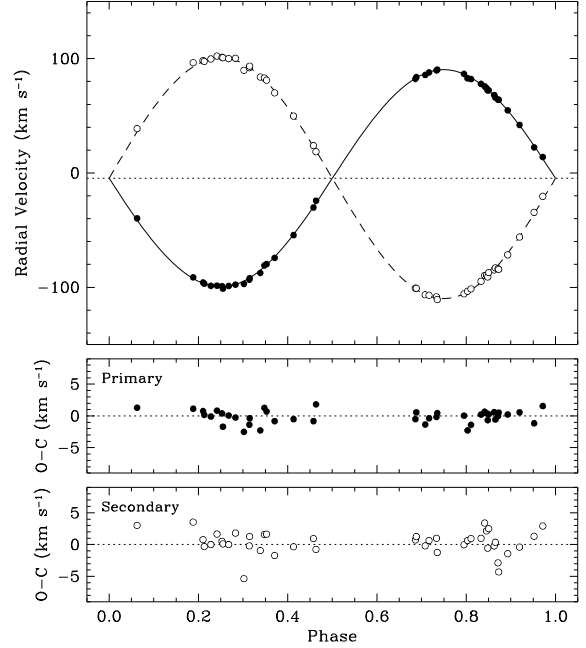 100
0
−100
Radial Velocity (km s⁻¹)
Primary
5
0
−5
O−C (km s⁻¹)
Secondary
5
0
−5
O−C (km s⁻¹)
0.0 0.2 0.4 0.6 0.8 1.0
Phase